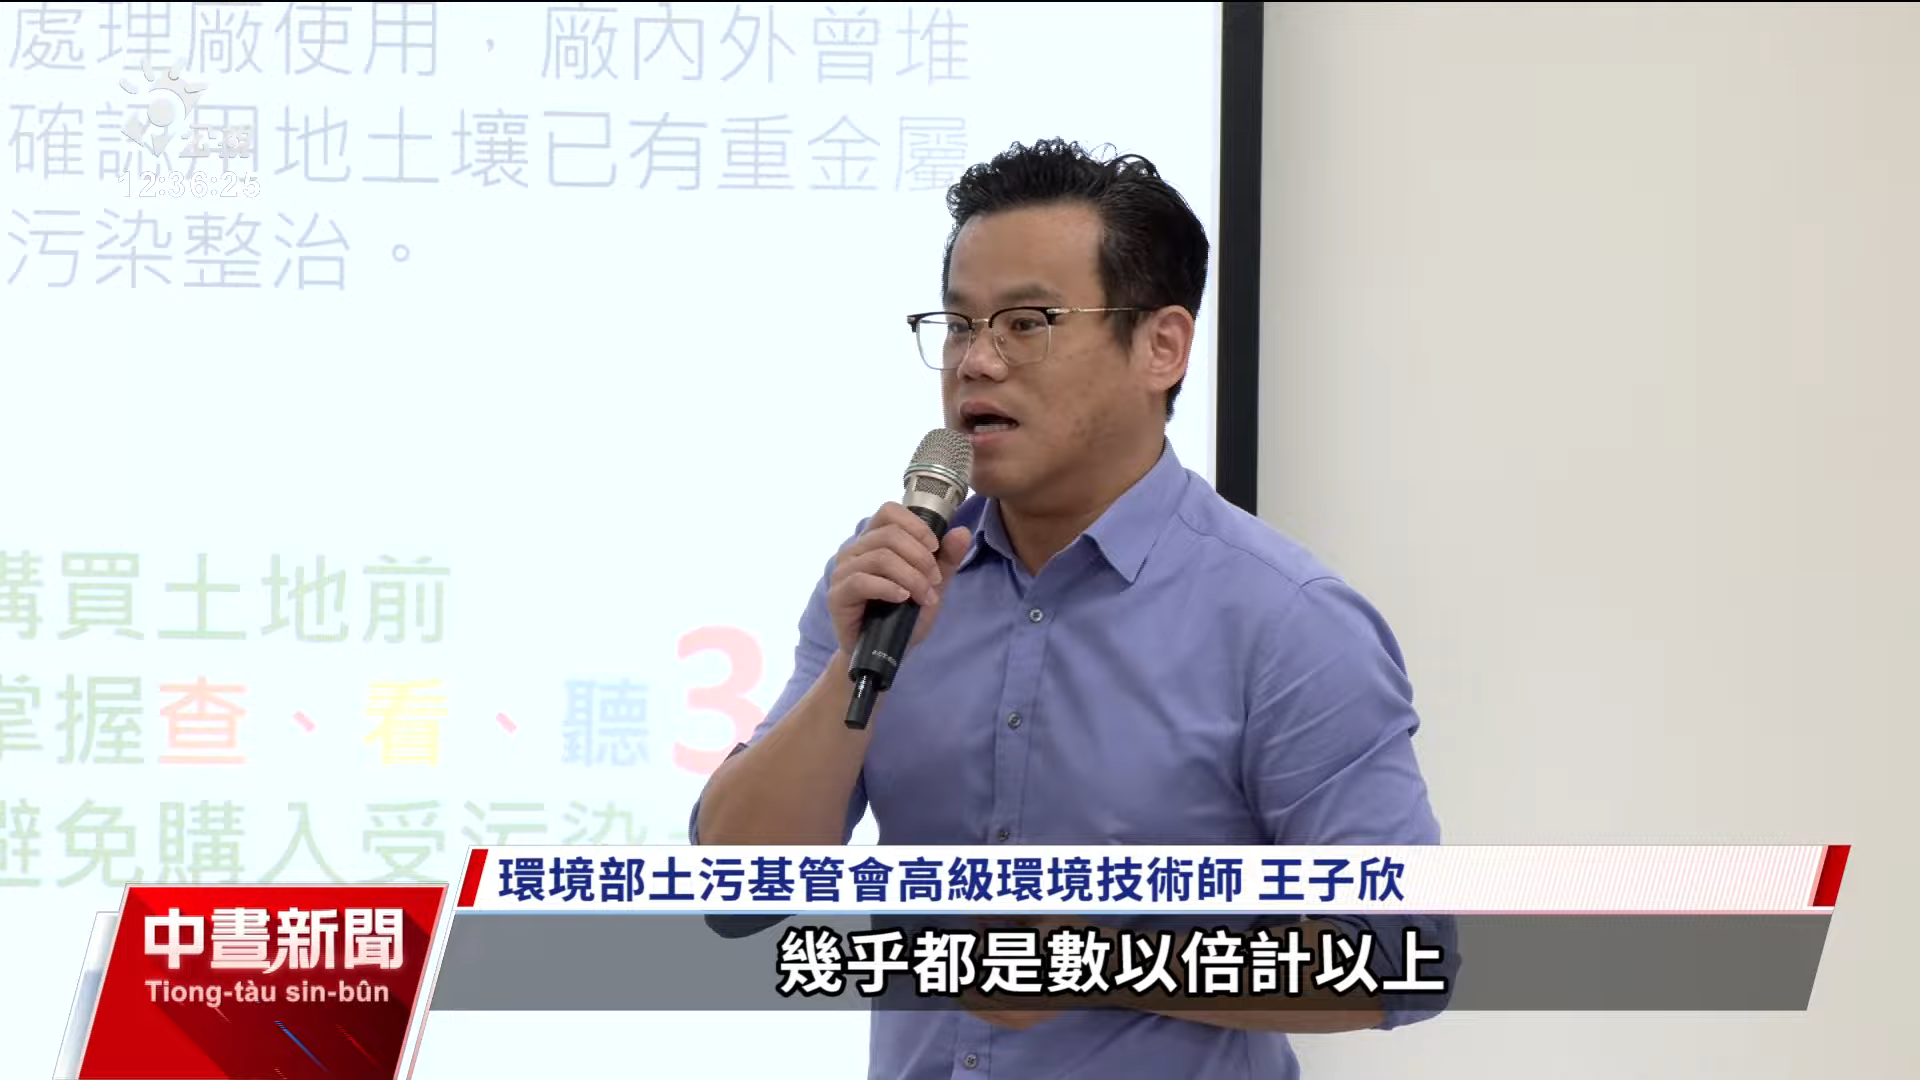 處理廠使用，廠內外曾堆
確認用地土壤已有重金屬
12:36:25
污染整治。
購買土地前
掌握查、看、聽3
避免購入受污染
環境部土污基管會高級環境技術師 王子欣
幾乎都是數以倍計以上
中晝新聞
Tiong-tàu sin-bûn